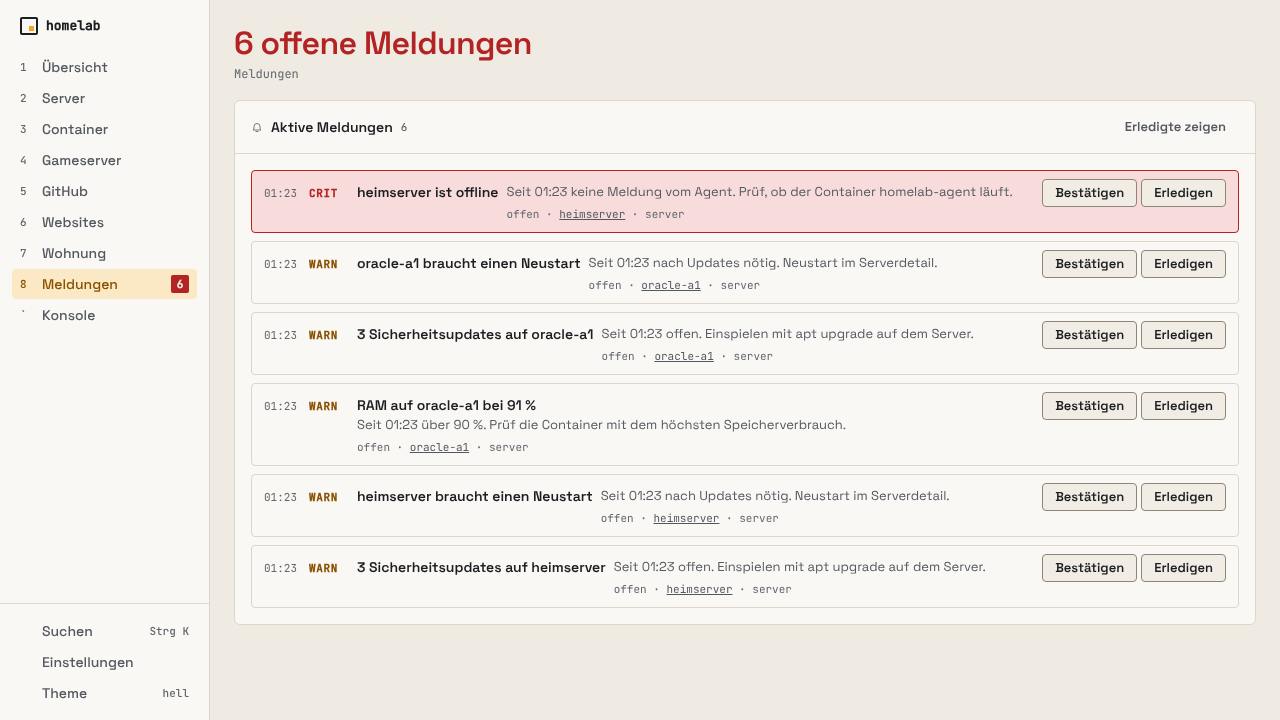 homelab
1 Übersicht
2 Server
3 Container
4 Gameserver
5 GitHub
6 Websites
7 Wohnung
8 Meldungen 6
` Konsole
Suchen Strg K
Einstellungen
Theme hell
6 offene Meldungen
Meldungen
Aktive Meldungen 6 Erledigte zeigen
01:23 CRIT heimserver ist offline Seit 01:23 keine Meldung vom Agent. Prüf, ob der Container homelab-agent läuft. Bestätigen Erledigen
offen · heimserver · server
01:23 WARN oracle-a1 braucht einen Neustart Seit 01:23 nach Updates nötig. Neustart im Serverdetail. Bestätigen Erledigen
offen · oracle-a1 · server
01:23 WARN 3 Sicherheitsupdates auf oracle-a1 Seit 01:23 offen. Einspielen mit apt upgrade auf dem Server. Bestätigen Erledigen
offen · oracle-a1 · server
01:23 WARN RAM auf oracle-a1 bei 91 % Bestätigen Erledigen
Seit 01:23 über 90 %. Prüf die Container mit dem höchsten Speicherverbrauch.
offen · oracle-a1 · server
01:23 WARN heimserver braucht einen Neustart Seit 01:23 nach Updates nötig. Neustart im Serverdetail. Bestätigen Erledigen
offen · heimserver · server
01:23 WARN 3 Sicherheitsupdates auf heimserver Seit 01:23 offen. Einspielen mit apt upgrade auf dem Server. Bestätigen Erledigen
offen · heimserver · server